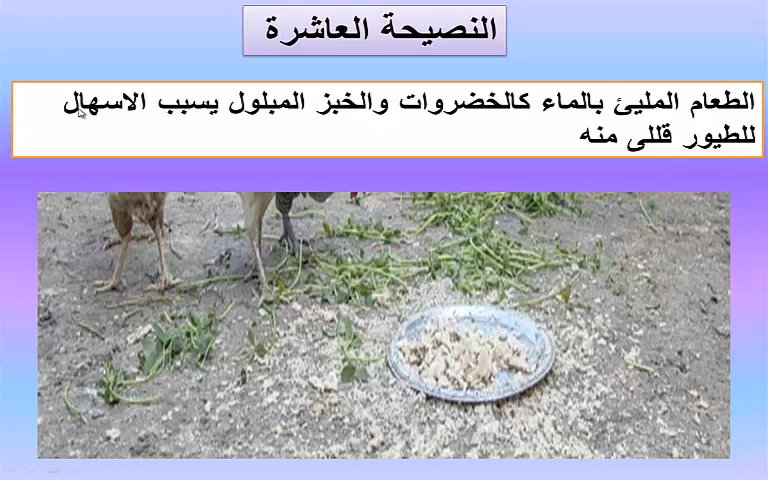 النصيحة العاشرة
الطعام المليئ بالماء كالخضروات والخبز المبلول يسبب الاسهال
للطيور قللى منه